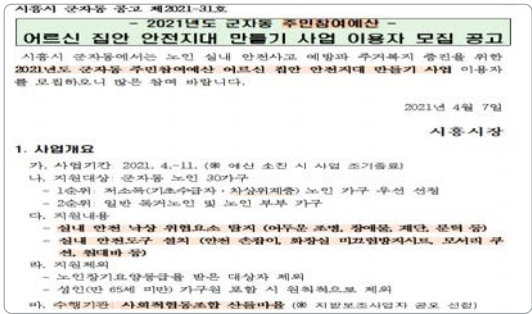 시흥시 군자동 공고 제2021-31호
- 2021년도 군자동 주민참여예산 -
어르신 집안 안전지대 만들기 사업 이용자 모집 공고
시흥시 군자동에서는 노인 실내 안전사고 예방과 주거복지 증진을 위한
2021년도 군자동 주민참여예산 어르신 집안 안전지대 만들기 사업 이용자
를 모집하오니 많은 참여 바랍니다.
2021년 4월 7일
시흥시장
1. 사업개요
가. 사업기간: 2021. 4.-11. (※ 예산 소진 시 사업 조기종료)
나. 지원대상: 군자동 노인 30가구
- 1순위: 저소득(기초수급자·차상위계층) 노인 가구 우선 선정
- 2순위: 일반 독거노인 및 노인 부부 가구
다. 지원내용
- 실내 안전 낙상 위험요소 탐지 (어두운 조명, 장애물, 계단, 문턱 등)
- 실내 안전도구 설치 (안전 손잡이, 화장실 미끄럼방지시트, 모서리 쿠
션, 뭔대바 등)
라. 지원제외
- 노인장기요양등급을 받은 대상자 제외
- 성인(만 65세 미만) 가구원 포함 시 원칙적으로 제외
마. 수행기관: 사회적협동조합 산들마을 (※ 지방보조사업자 공모 선정)